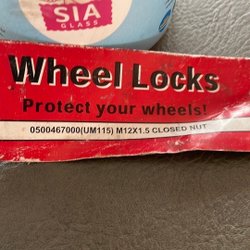 SIA
GLASS
Wheel Locks
Protect your wheels!
0500467000(UM115) M12X1.5 CLOSED NUT